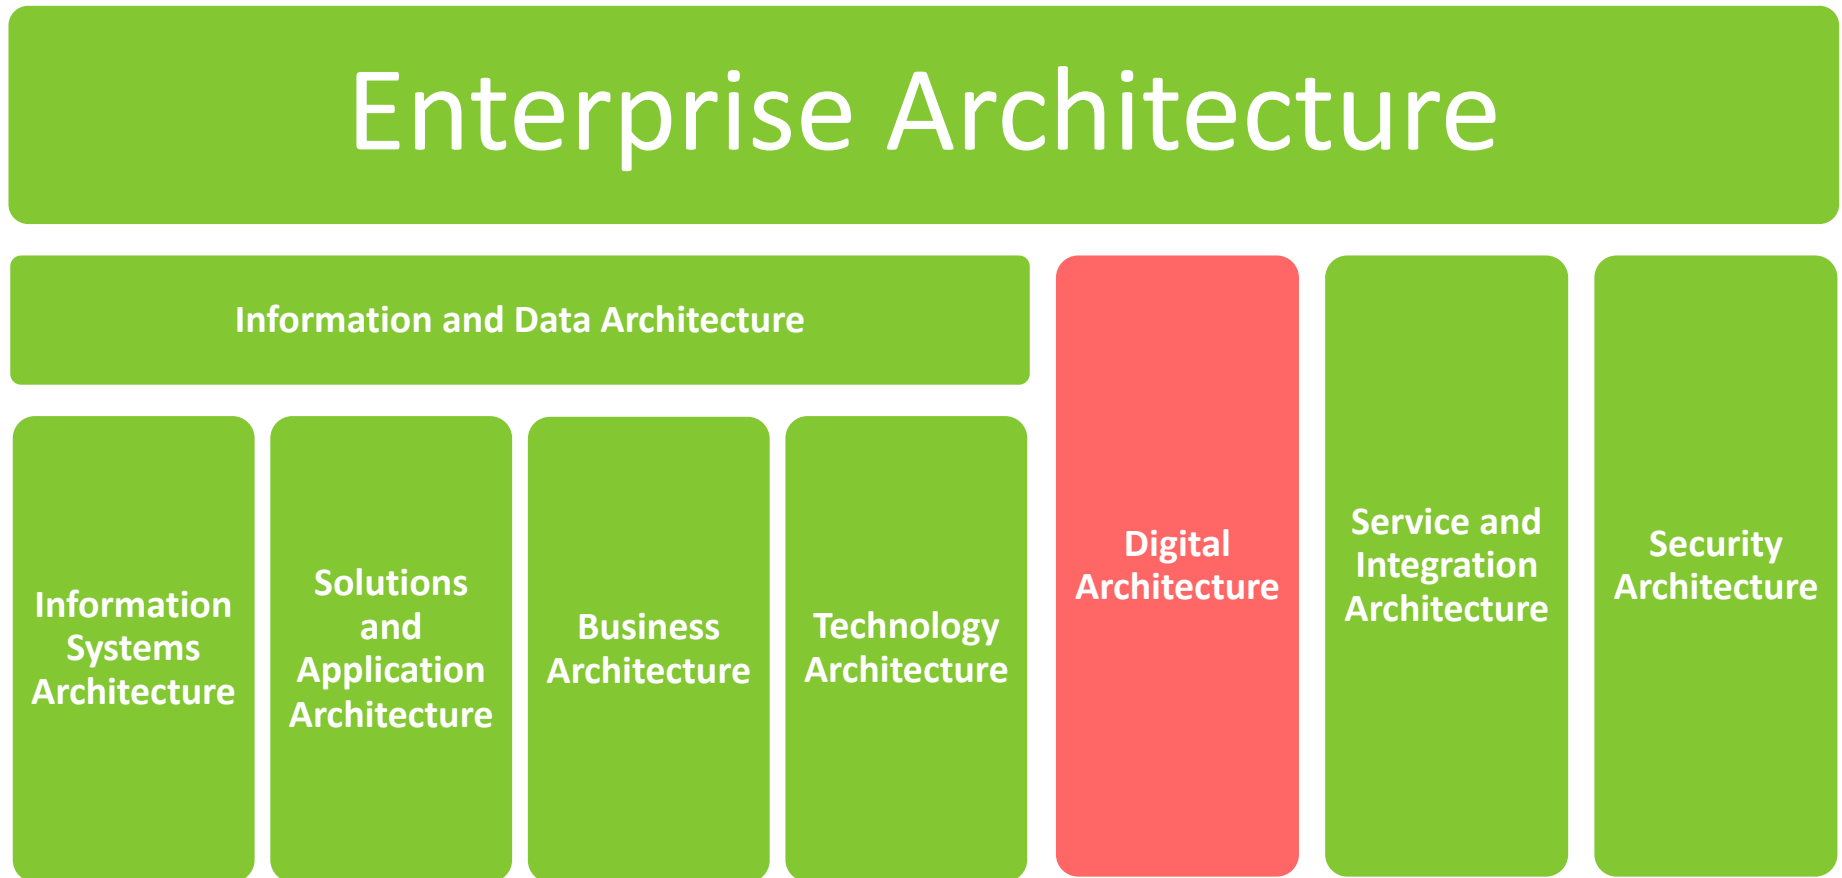 Enterprise Architecture
Information and Data Architecture
Information
Systems
Architecture
Solutions
and
Application
Architecture
Business
Architecture
Technology
Architecture
Digital
Architecture
Service and
Integration
Architecture
Security
Architecture